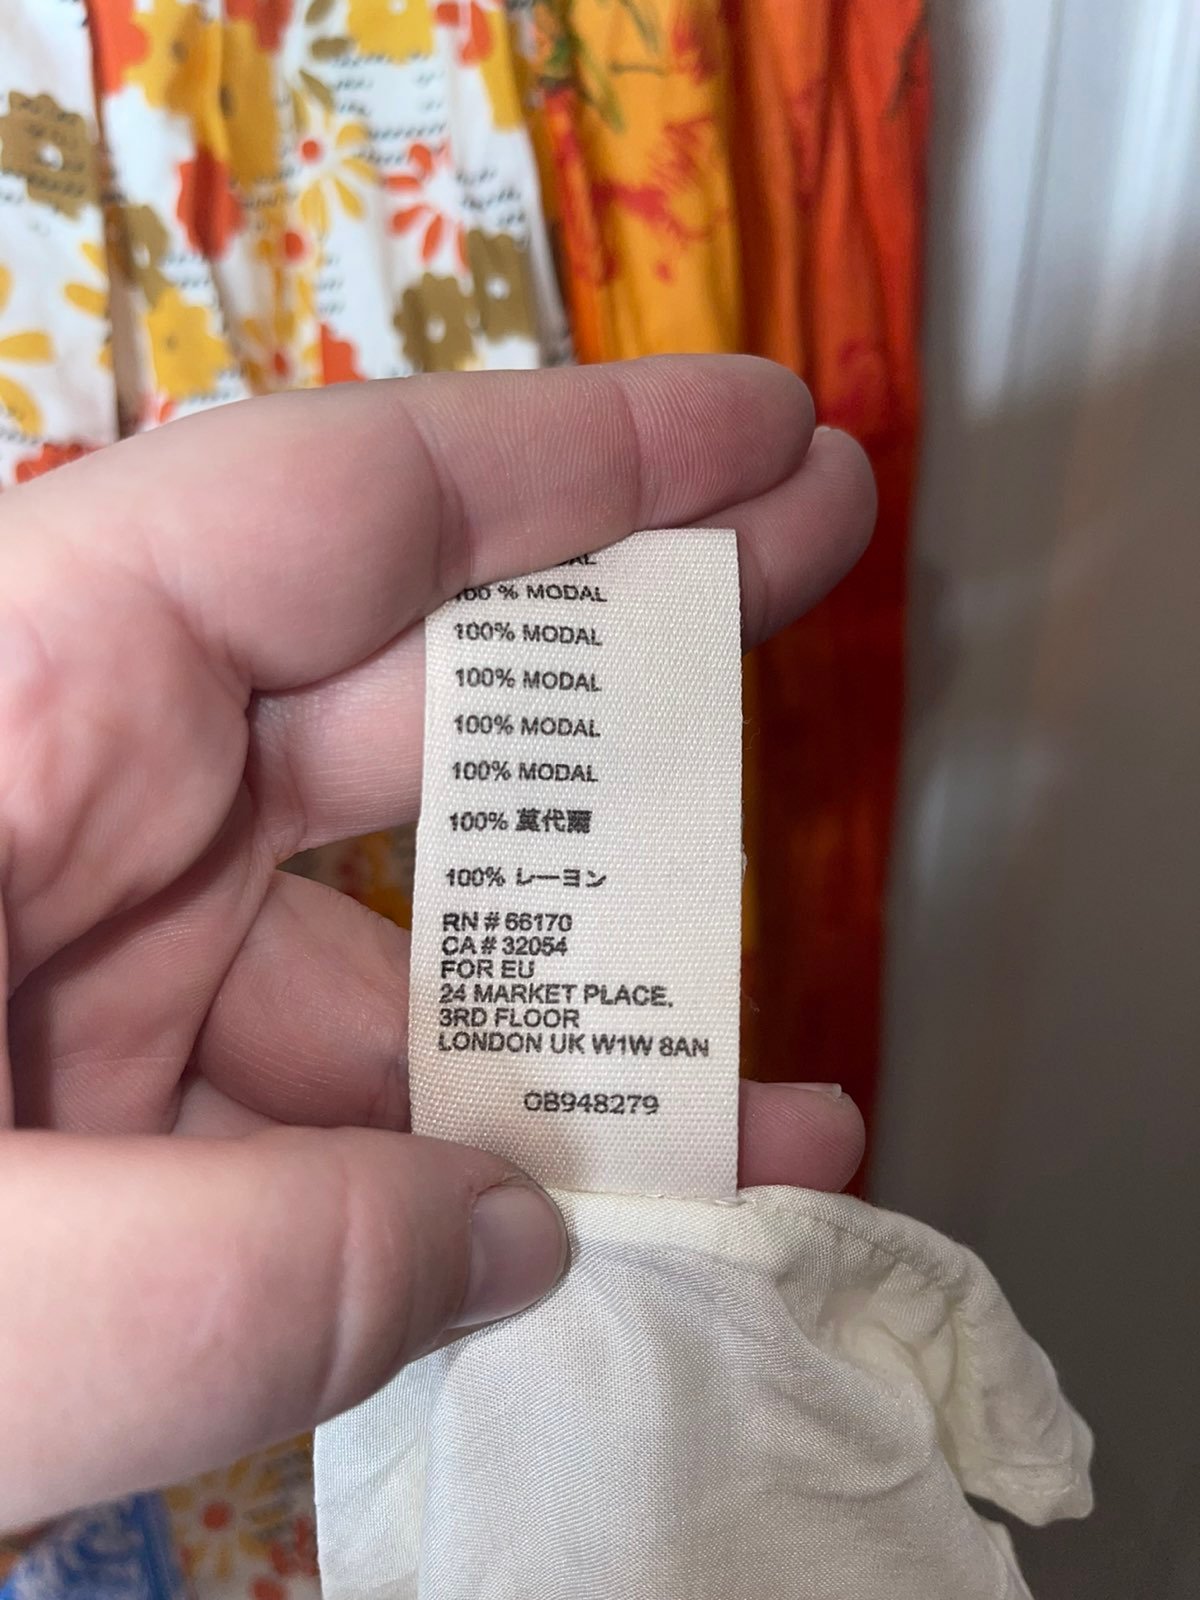 100 % MODAL
100% MODAL
100% MODAL
100% MODAL
100% MODAL
100% 莫代爾
100% レーヨン
RN # 66170
CA # 32054
FOR EU
24 MARKET PLACE,
3RD FLOOR
LONDON UK W1W 8AN
OB948279